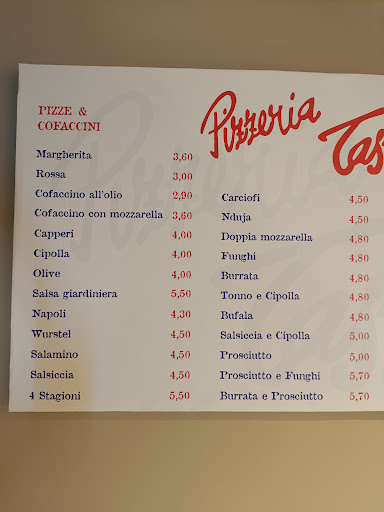 Pizzeria
Tas
PIZZE &
COFACCINI
Margherita 3,60
Rossa 3,00
Cofaccino all'olio 2,90
Cofaccino con mozzarella 3,60
Capperi 4,00
Cipolla 4,00
Olive 4,00
Salsa giardiniera 5,50
Napoli 4,30
Wurstel 4,50
Salamino 4,50
Salsiccia 4,50
4 Stagioni 5,50
Carciofi 4,50
Nduja 4,50
Doppia mozzarella 4,80
Funghi 4,80
Burrata 4,80
Tonno e Cipolla 4,80
Bufala 4,80
Salsiccia e Cipolla 5,00
Prosciutto 5,00
Prosciutto e Funghi 5,70
Burrata e Prosciutto 5,70